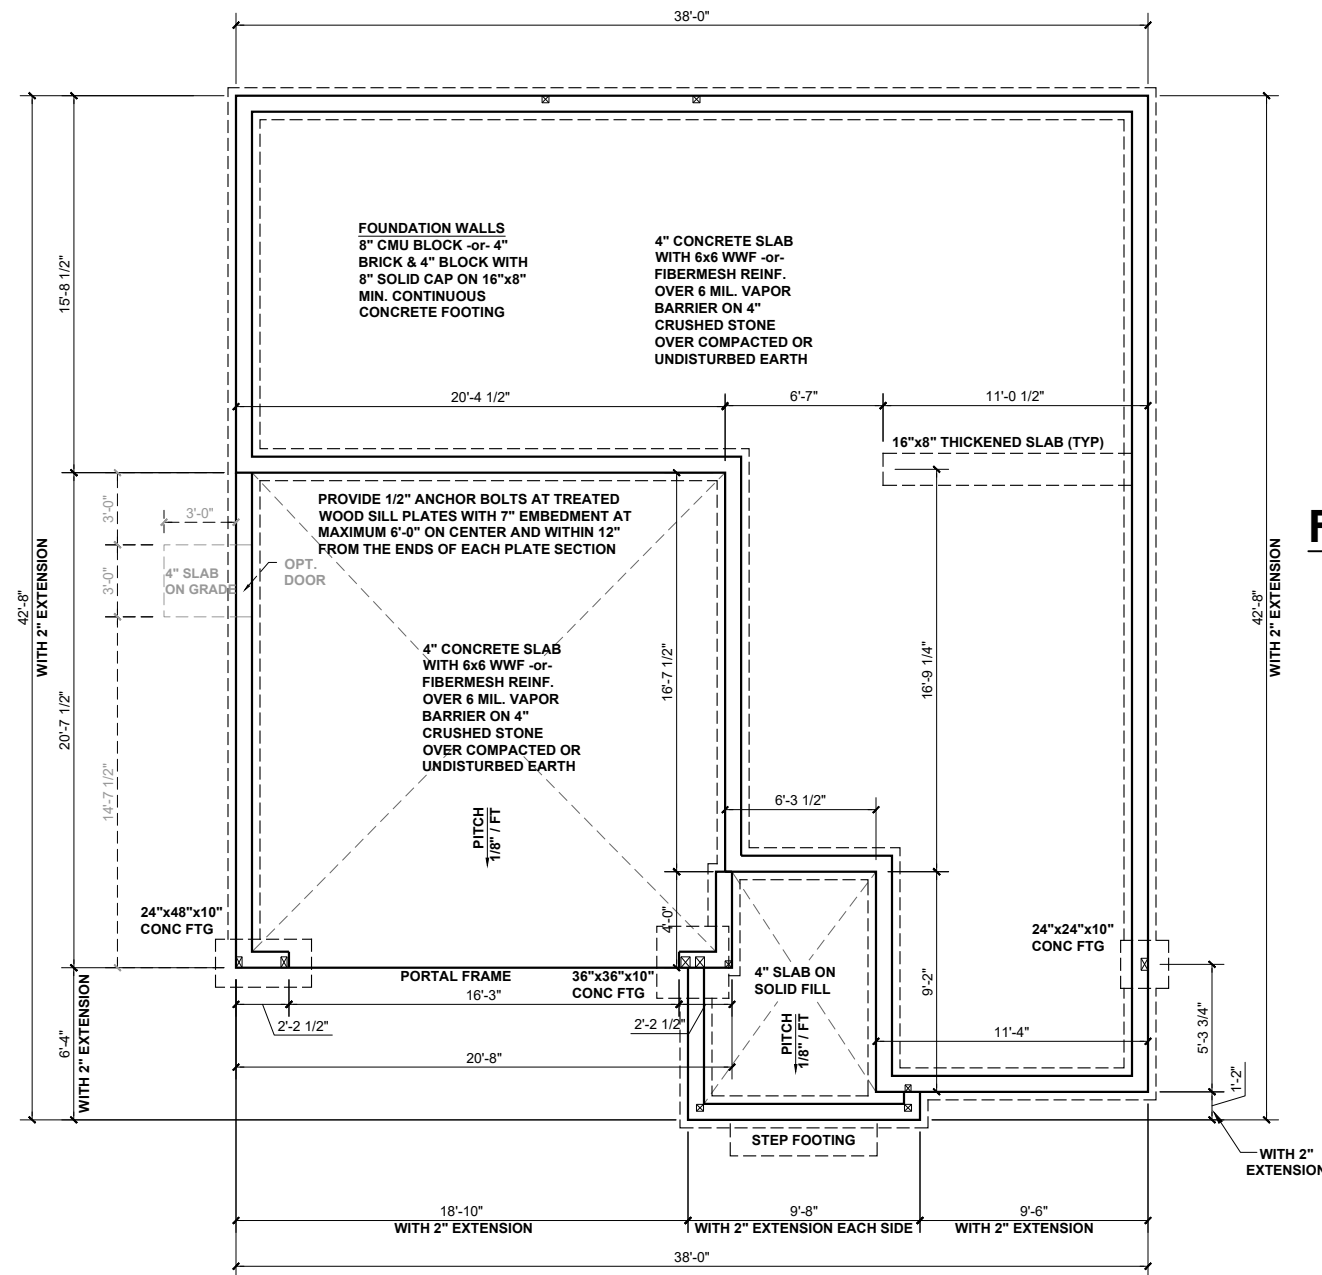 38'-0"
FOUNDATION WALLS
8" CMU BLOCK -or- 4"
BRICK & 4" BLOCK WITH
8" SOLID CAP ON 16"x8"
MIN. CONTINUOUS
CONCRETE FOOTING
4" CONCRETE SLAB
WITH 6x6 WWF -or-
FIBERMESH REINF.
OVER 6 MIL. VAPOR
BARRIER ON 4"
CRUSHED STONE
OVER COMPACTED OR
UNDISTURBED EARTH
15'-8 1/2"
20'-4 1/2"
6'-7"
11'-0 1/2"
16"x8" THICKENED SLAB (TYP)
PROVIDE 1/2" ANCHOR BOLTS AT TREATED
WOOD SILL PLATES WITH 7" EMBEDMENT AT
MAXIMUM 6'-0" ON CENTER AND WITHIN 12"
FROM THE ENDS OF EACH PLATE SECTION
3'-0"
3'-0"
3'-0"
4" SLAB
ON GRADE
OPT.
DOOR
F
42'-8"
WITH 2" EXTENSION
42'-8"
WITH 2" EXTENSION
20'-7 1/2"
14'-7 1/2"
4" CONCRETE SLAB
WITH 6x6 WWF -or-
FIBERMESH REINF.
OVER 6 MIL. VAPOR
BARRIER ON 4"
CRUSHED STONE
OVER COMPACTED OR
UNDISTURBED EARTH
16'-7 1/2"
16'-9 1/4"
6'-3 1/2"
PITCH
1/8" / FT
24"x48"x10"
CONC FTG
4'-0"
24"x24"x10"
CONC FTG
PORTAL FRAME
36"x36"x10"
CONC FTG
4" SLAB ON
SOLID FILL
9'-2"
16'-3"
2'-2 1/2"
2'-2 1/2"
PITCH
1/8" / FT
11'-4"
5'-3 3/4"
1'-2"
6'-4"
WITH 2" EXTENSION
20'-8"
STEP FOOTING
WITH 2"
EXTENSION
18'-10"
WITH 2" EXTENSION
9'-8"
WITH 2" EXTENSION EACH SIDE
9'-6"
WITH 2" EXTENSION
38'-0"